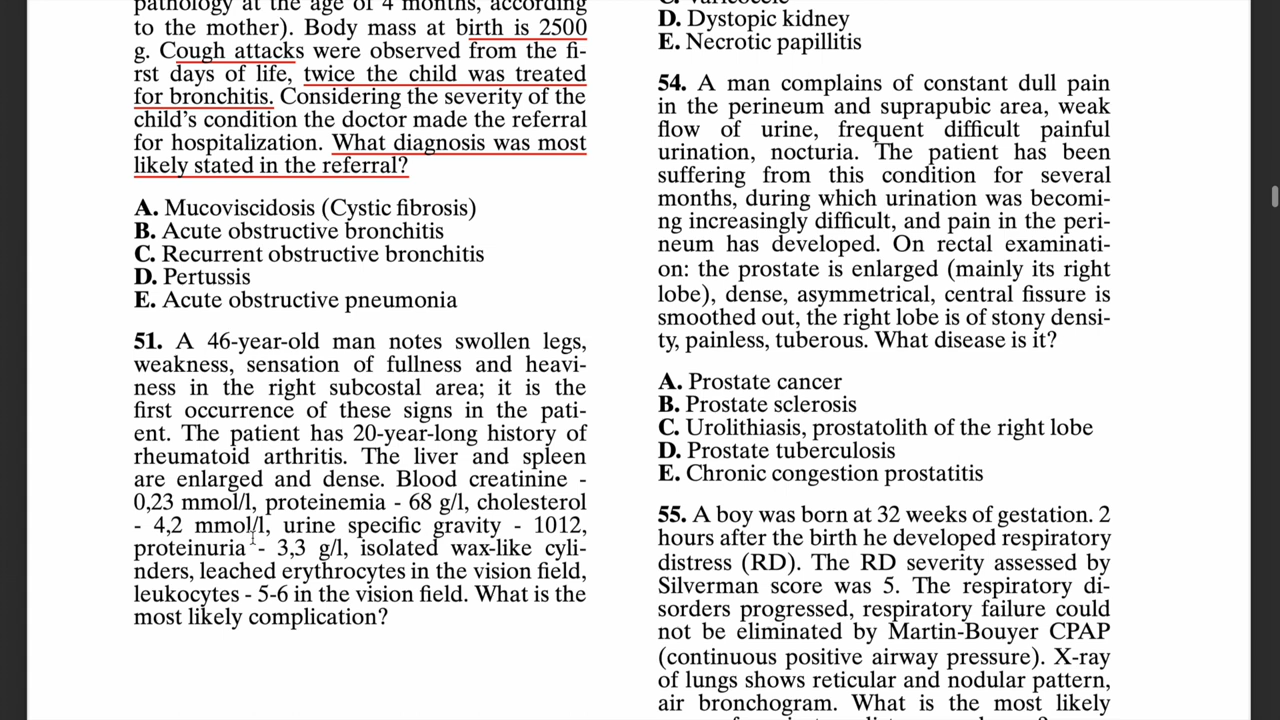 pathology at the age of 4 months, according
to the mother). Body mass at birth is 2500
g. Cough attacks were observed from the fi-
rst days of life, twice the child was treated
for bronchitis. Considering the severity of the
child's condition the doctor made the referral
for hospitalization. What diagnosis was most
likely stated in the referral?
A. Mucoviscidosis (Cystic fibrosis)
B. Acute obstructive bronchitis
C. Recurrent obstructive bronchitis
D. Pertussis
E. Acute obstructive pneumonia
51. A 46-year-old man notes swollen legs,
weakness, sensation of fullness and heavi-
ness in the right subcostal area; it is the
first occurrence of these signs in the pati-
ent. The patient has 20-year-long history of
rheumatoid arthritis. The liver and spleen
are enlarged and dense. Blood creatinine -
0,23 mmol/l, proteinemia - 68 g/l, cholesterol
- 4,2 mmol/l, urine specific gravity - 1012,
proteinuria - 3,3 g/l, isolated wax-like cyli-
nders, leached erythrocytes in the vision field,
leukocytes - 5-6 in the vision field. What is the
most likely complication?
C. Varicocele
D. Dystopic kidney
E. Necrotic papillitis
54. A man complains of constant dull pain
in the perineum and suprapubic area, weak
flow of urine, frequent difficult painful
urination, nocturia. The patient has been
suffering from this condition for several
months, during which urination was becomi-
ng increasingly difficult, and pain in the peri-
neum has developed. On rectal examinati-
on: the prostate is enlarged (mainly its right
lobe), dense, asymmetrical, central fissure is
smoothed out, the right lobe is of stony densi-
ty, painless, tuberous. What disease is it?
A. Prostate cancer
B. Prostate sclerosis
C. Urolithiasis, prostatolith of the right lobe
D. Prostate tuberculosis
E. Chronic congestion prostatitis
55. A boy was born at 32 weeks of gestation. 2
hours after the birth he developed respiratory
distress (RD). The RD severity assessed by
Silverman score was 5. The respiratory di-
sorders progressed, respiratory failure could
not be eliminated by Martin-Bouyer CPAP
(continuous positive airway pressure). X-ray
of lungs shows reticular and nodular pattern,
air bronchogram. What is the most likely